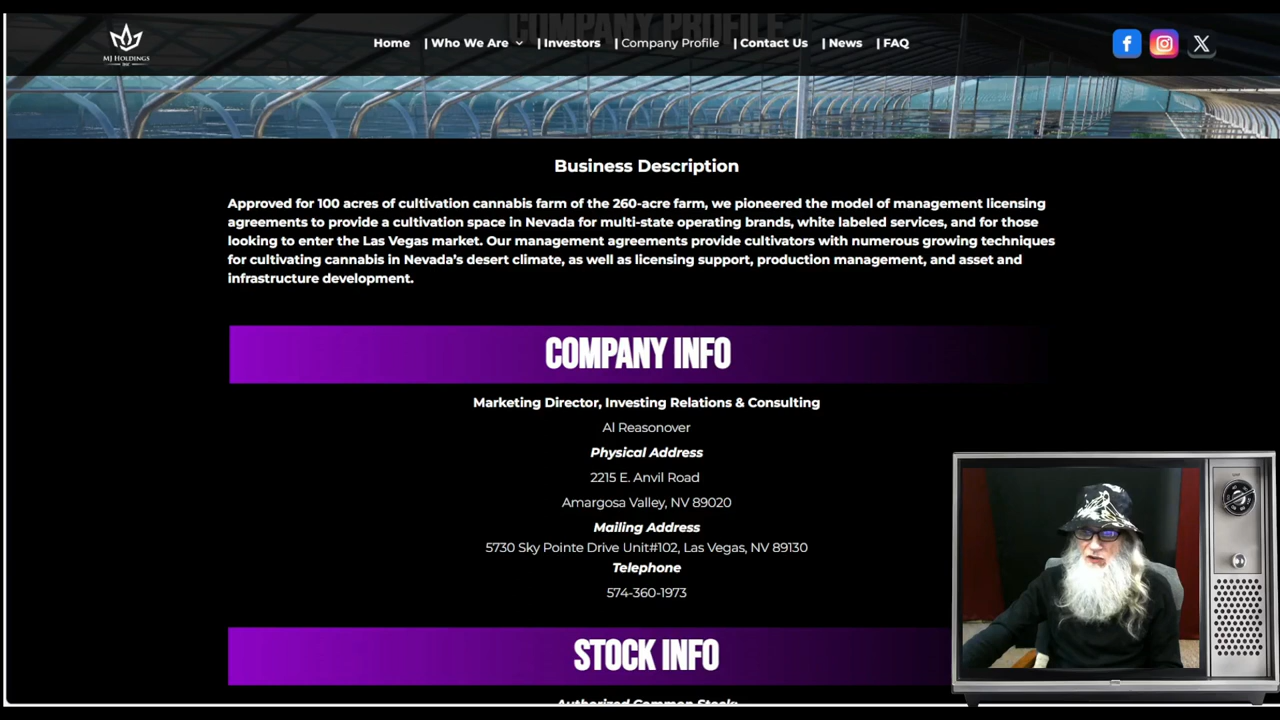 COMPANY PROFILE
MJ HOLDINGS
INC
Home | Who We Are | Investors | Company Profile | Contact Us | News | FAQ
Business Description
Approved for 100 acres of cultivation cannabis farm of the 260-acre farm, we pioneered the model of management licensing
agreements to provide a cultivation space in Nevada for multi-state operating brands, white labeled services, and for those
looking to enter the Las Vegas market. Our management agreements provide cultivators with numerous growing techniques
for cultivating cannabis in Nevada's desert climate, as well as licensing support, production management, and asset and
infrastructure development.
COMPANY INFO
Marketing Director, Investing Relations & Consulting
Al Reasonover
Physical Address
2215 E. Anvil Road
Amargosa Valley, NV 89020
Mailing Address
5730 Sky Pointe Drive Unit#102, Las Vegas, NV 89130
Telephone
574-360-1973
STOCK INFO
Authorized Common Stock: